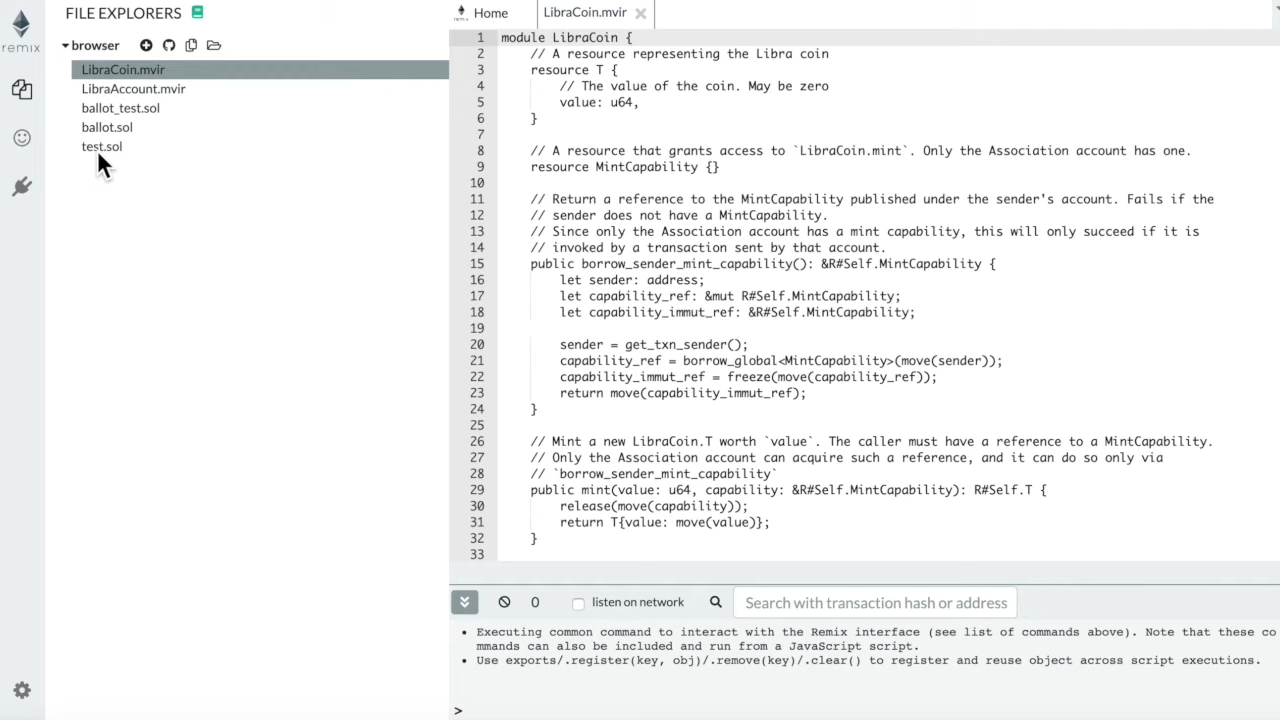 remix
FILE EXPLORERS
browser
LibraCoin.mvir
LibraAccount.mvir
ballot_test.sol
ballot.sol
test.sol
remix
Home
LibraCoin.mvir
1 module LibraCoin {
2 // A resource representing the Libra coin
3 resource T {
4 // The value of the coin. May be zero
5 value: u64,
6 }
7
8 // A resource that grants access to `LibraCoin.mint`. Only the Association account has one.
9 resource MintCapability {}
10
11 // Return a reference to the MintCapability published under the sender's account. Fails if the
12 // sender does not have a MintCapability.
13 // Since only the Association account has a mint capability, this will only succeed if it is
14 // invoked by a transaction sent by that account.
15 public borrow_sender_mint_capability(): &R#Self.MintCapability {
16 let sender: address;
17 let capability_ref: &mut R#Self.MintCapability;
18 let capability_immut_ref: &R#Self.MintCapability;
19
20 sender = get_txn_sender();
21 capability_ref = borrow_global<MintCapability>(move(sender));
22 capability_immut_ref = freeze(move(capability_ref));
23 return move(capability_immut_ref);
24 }
25
26 // Mint a new LibraCoin.T worth `value`. The caller must have a reference to a MintCapability.
27 // Only the Association account can acquire such a reference, and it can do so only via
28 // `borrow_sender_mint_capability`
29 public mint(value: u64, capability: &R#Self.MintCapability): R#Self.T {
30 release(move(capability));
31 return T{value: move(value)};
32 }
33
0
listen on network
Search with transaction hash or address
• Executing common command to interact with the Remix interface (see list of commands above). Note that these co
mmands can also be included and run from a JavaScript script.
• Use exports/.register(key, obj)/.remove(key)/.clear() to register and reuse object across script executions.
>